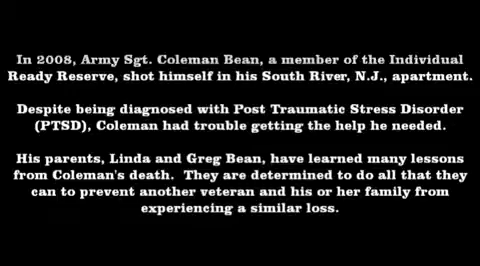 In 2008, Army Sgt. Coleman Bean, a member of the Individual
Ready Reserve, shot himself in his South River, N.J., apartment.
Despite being diagnosed with Post Traumatic Stress Disorder
(PTSD), Coleman had trouble getting the help he needed.
His parents, Linda and Greg Bean, have learned many lessons
from Coleman's death.  They are determined to do all that they
can to prevent another veteran and his or her family from
experiencing a similar loss.